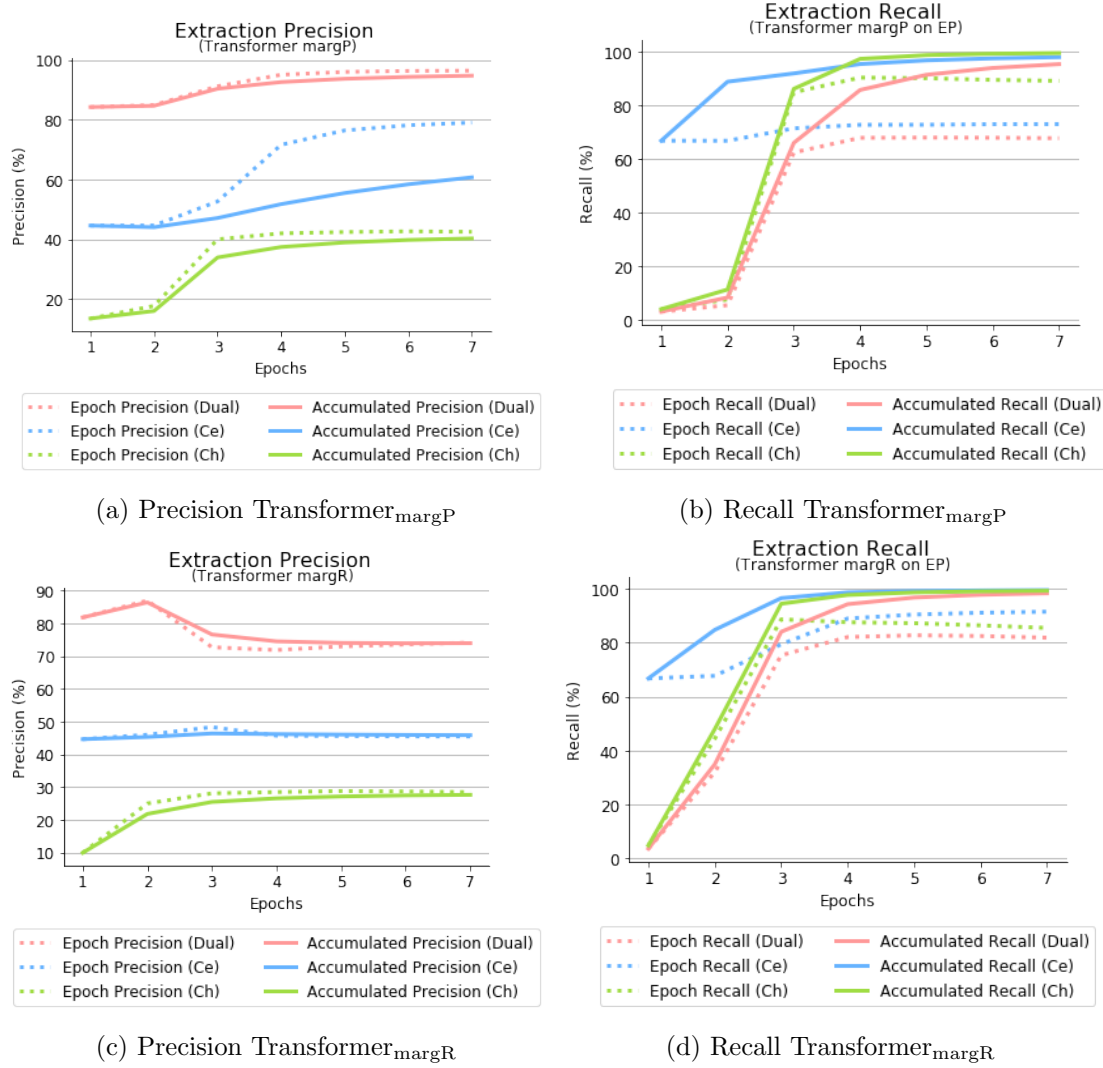 Extraction Precision
(Transformer margP)
100
80
60
40
20
Precision (%)
1 2 3 4 5 6 7
Epochs
Epoch Precision (Dual) Accumulated Precision (Dual)
Epoch Precision (Ce) Accumulated Precision (Ce)
Epoch Precision (Ch) Accumulated Precision (Ch)
(a) Precision Transformer margP
Extraction Recall
(Transformer margP on EP)
100
80
60
40
20
0
Recall (%)
1 2 3 4 5 6 7
Epochs
Epoch Recall (Dual) Accumulated Recall (Dual)
Epoch Recall (Ce) Accumulated Recall (Ce)
Epoch Recall (Ch) Accumulated Recall (Ch)
(b) Recall Transformer margP
Extraction Precision
(Transformer margR)
90
80
70
60
50
40
30
20
10
Precision (%)
1 2 3 4 5 6 7
Epochs
Epoch Precision (Dual) Accumulated Precision (Dual)
Epoch Precision (Ce) Accumulated Precision (Ce)
Epoch Precision (Ch) Accumulated Precision (Ch)
(c) Precision Transformer margR
Extraction Recall
(Transformer margR on EP)
100
80
60
40
20
0
Recall (%)
1 2 3 4 5 6 7
Epochs
Epoch Recall (Dual) Accumulated Recall (Dual)
Epoch Recall (Ce) Accumulated Recall (Ce)
Epoch Recall (Ch) Accumulated Recall (Ch)
(d) Recall Transformer margR